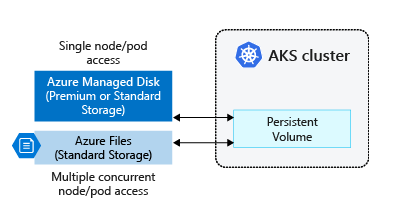 Single node/pod
access
Azure Managed Disk
(Premium or Standard
Storage)
Azure Files
(Standard Storage)
Multiple concurrent
node/pod access
AKS cluster
Persistent
Volume